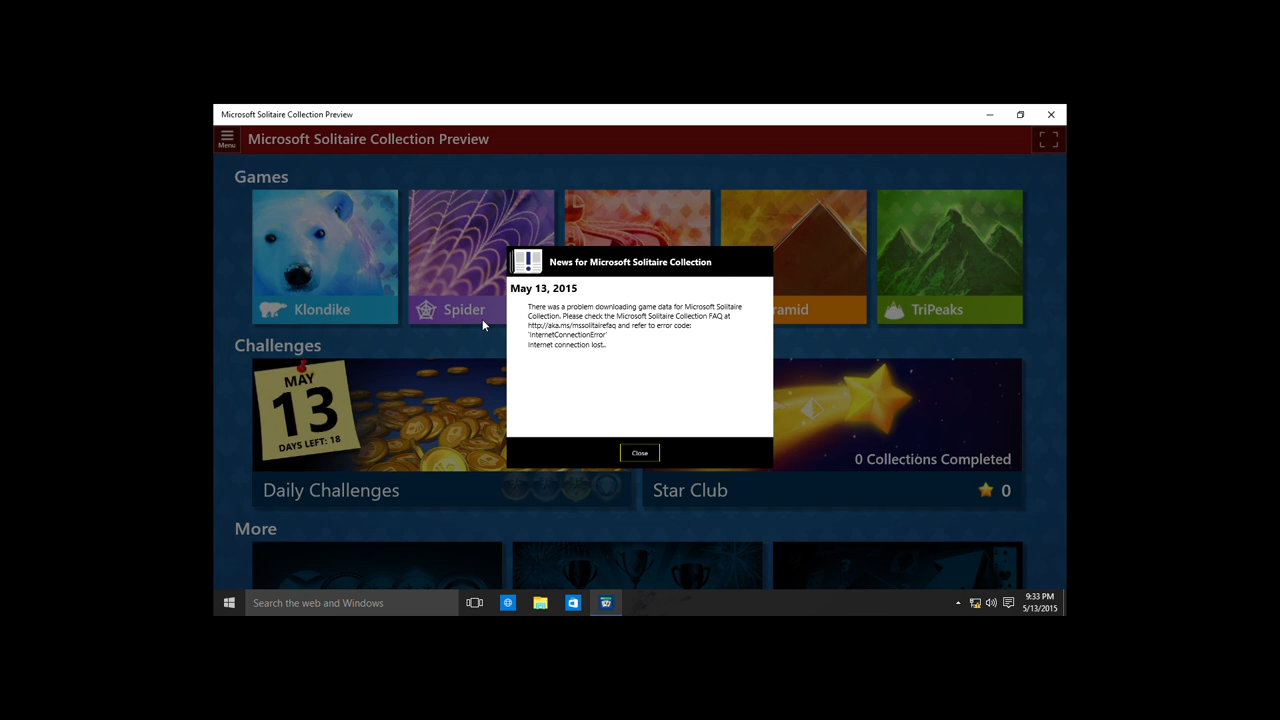 Microsoft Solitaire Collection Preview
Menu
Microsoft Solitaire Collection Preview
Games
Klondike
Spider
ramid
TriPeaks
News for Microsoft Solitaire Collection
May 13, 2015
There was a problem downloading game data for Microsoft Solitaire
Collection. Please check the Microsoft Solitaire Collection FAQ at
http://aka.ms/mssolitairefaq and refer to error code:
'InternetConnectionError'
Internet connection lost..
Close
Challenges
MAY
13
DAYS LEFT: 18
Daily Challenges
0 Collections Completed
Star Club
0
More
Search the web and Windows
9:33 PM
5/13/2015